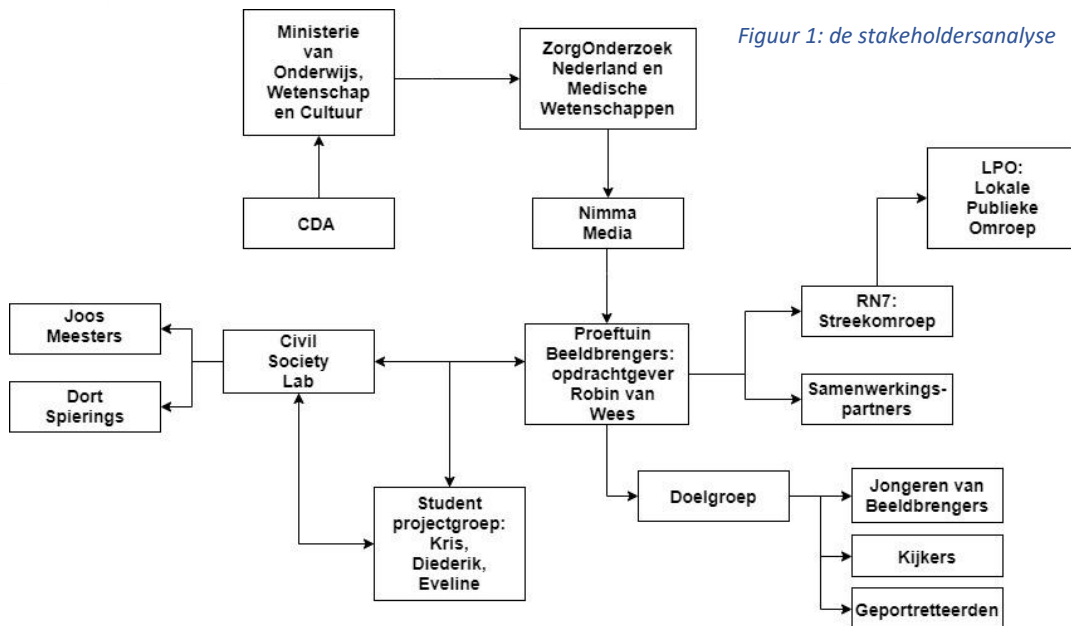 Figuur 1: de stakeholdersanalyse
Ministerie
van
Onderwijs,
Wetenschap
en Cultuur
ZorgOnderzoek
Nederland en
Medische
Wetenschappen
LPO:
Lokale
Publieke
Omroep
CDA
Nimma
Media
RN7:
Streekomroep
Joos
Meesters
Civil
Society
Lab
Proeftuin
Beeldbrengers:
opdrachtgever
Robin van
Wees
Dort
Spierings
Samenwerkings-
partners
Student
projectgroep:
Kris,
Diederik,
Eveline
Doelgroep
Jongeren van
Beeldbrengers
Kijkers
Geportretteerden